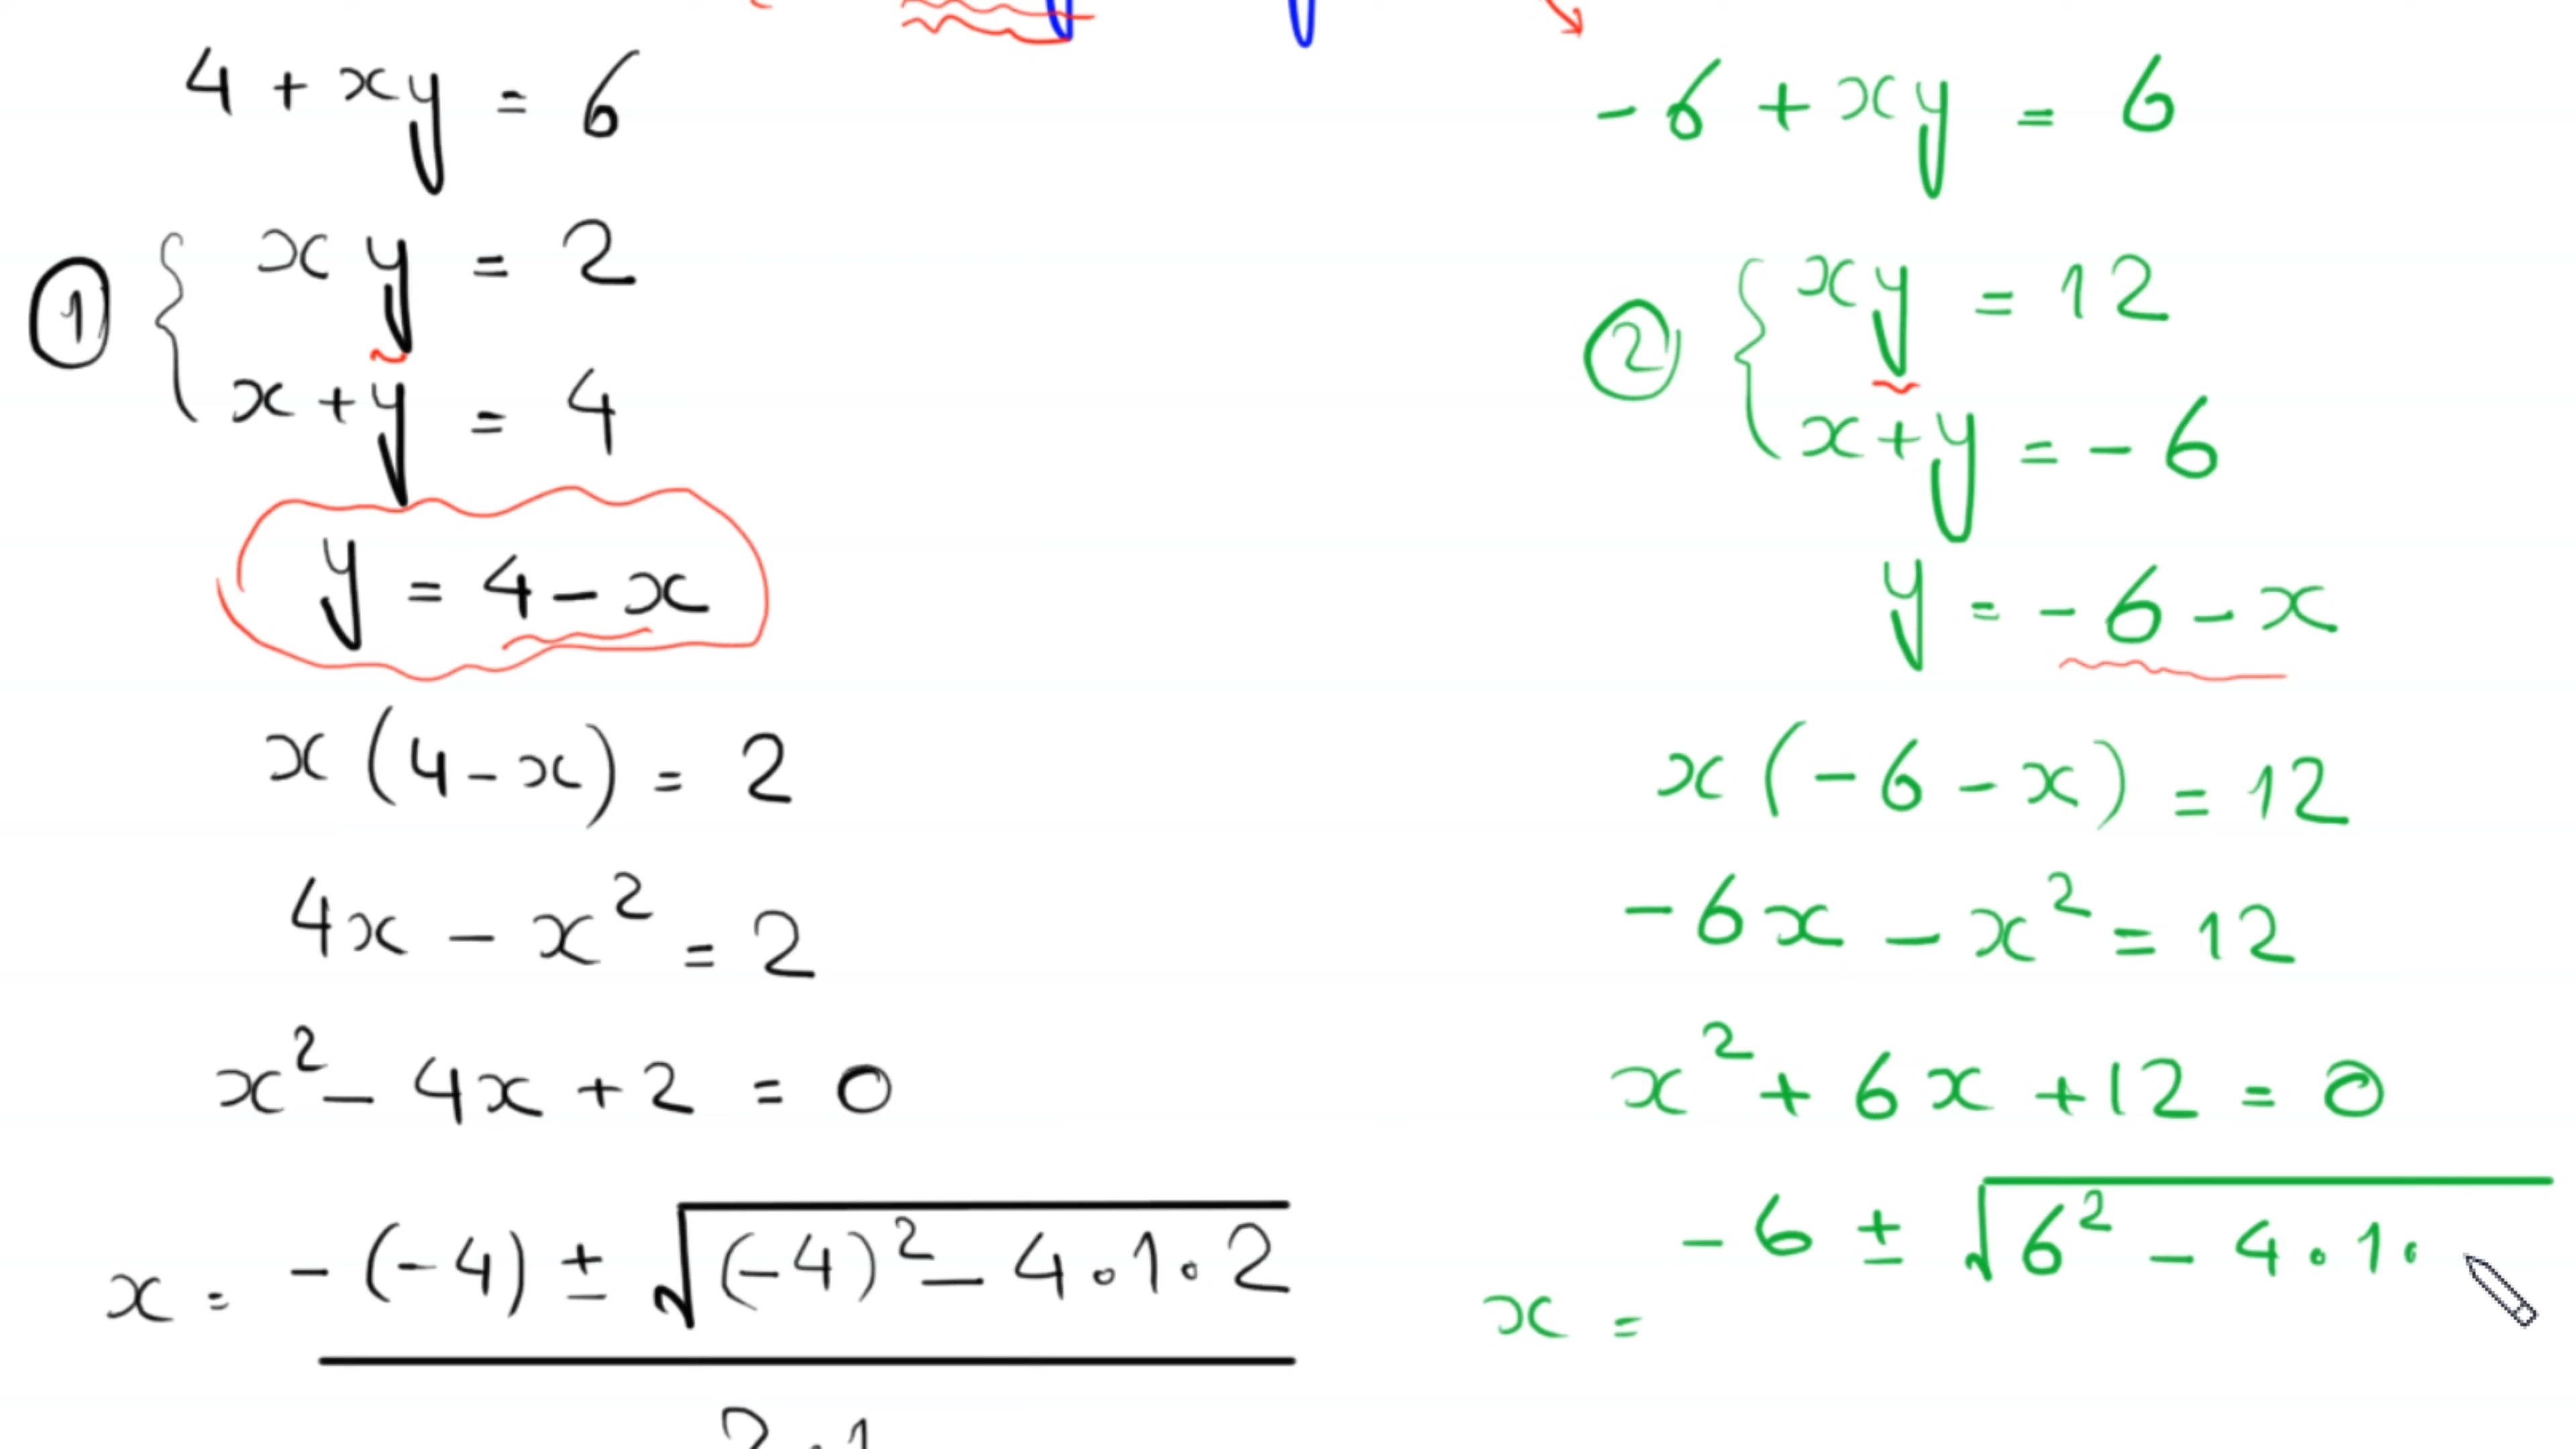 4 + xy = 6
① { xy = 2
x + y = 4
y = 4 - x
x (4 - x) = 2
4x - x² = 2
x² - 4x + 2 = 0
x = - (-4) ± √(-4)² - 4 · 1 · 2
2 · 1
-6 + xy = 6
② { xy = 12
x + y = -6
y = -6 - x
x (-6 - x) = 12
-6x - x² = 12
x² + 6x + 12 = 0
x = -6 ± √6² - 4 · 1 ·